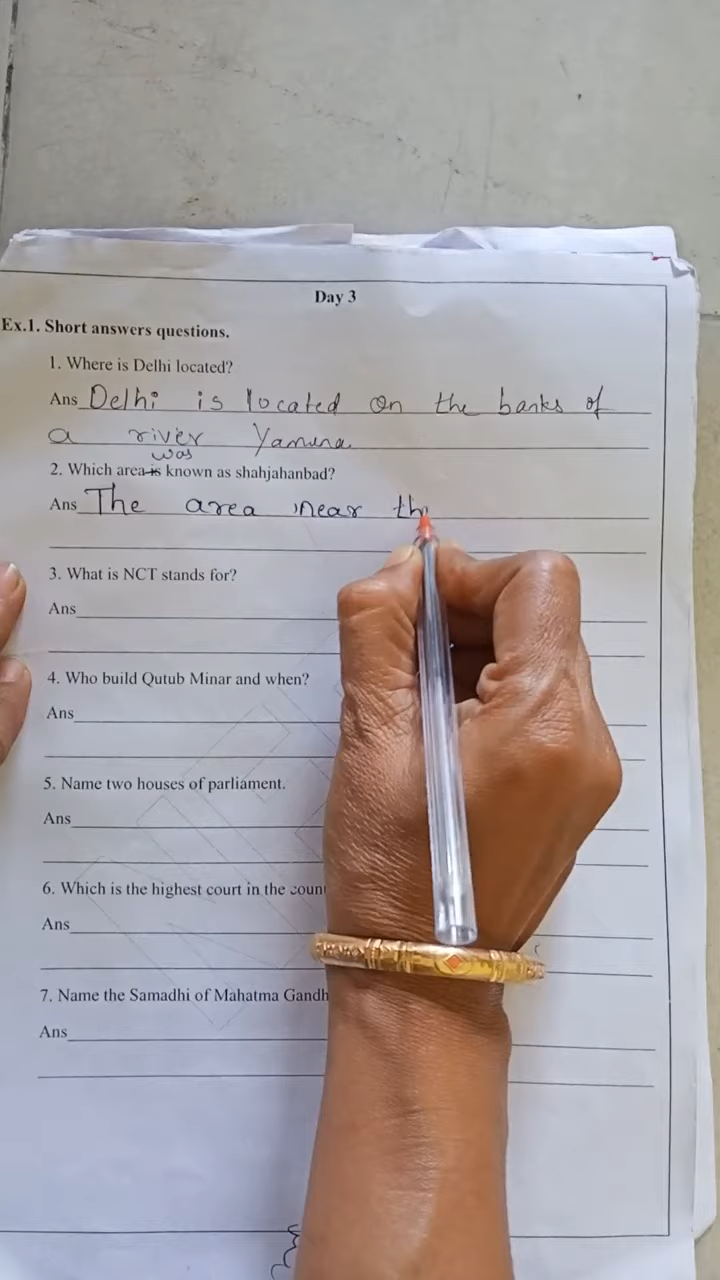 Day 3
Ex.1. Short answers questions.
1. Where is Delhi located?
Ans Delhi is located on the banks of
a river Yamuna
was
2. Which area is known as shahjahanbad?
Ans The area near th
3. What is NCT stands for?
Ans
4. Who build Qutub Minar and when?
Ans
5. Name two houses of parliament.
Ans
6. Which is the highest court in the coun
Ans
7. Name the Samadhi of Mahatma Gandh
Ans